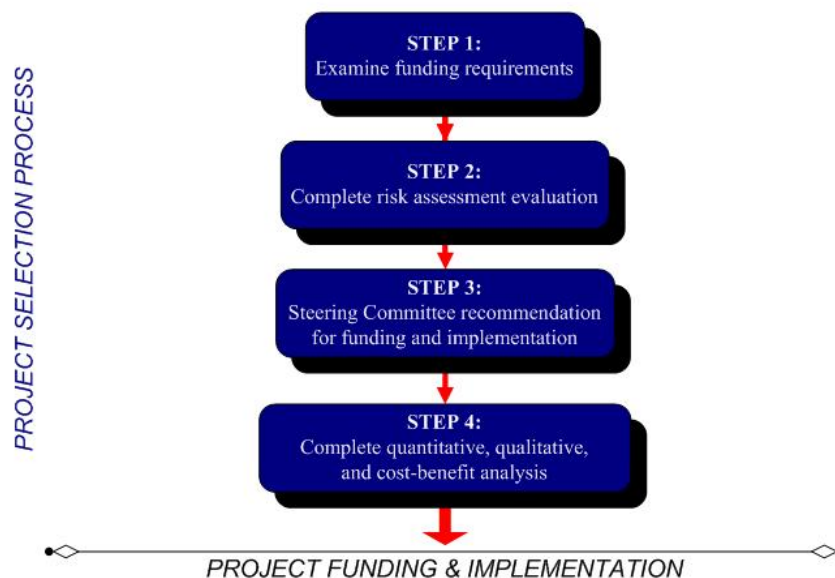 PROJECT SELECTION PROCESS
STEP 1:
Examine funding requirements
STEP 2:
Complete risk assessment evaluation
STEP 3:
Steering Committee recommendation
for funding and implementation
STEP 4:
Complete quantitative, qualitative,
and cost-benefit analysis
PROJECT FUNDING & IMPLEMENTATION